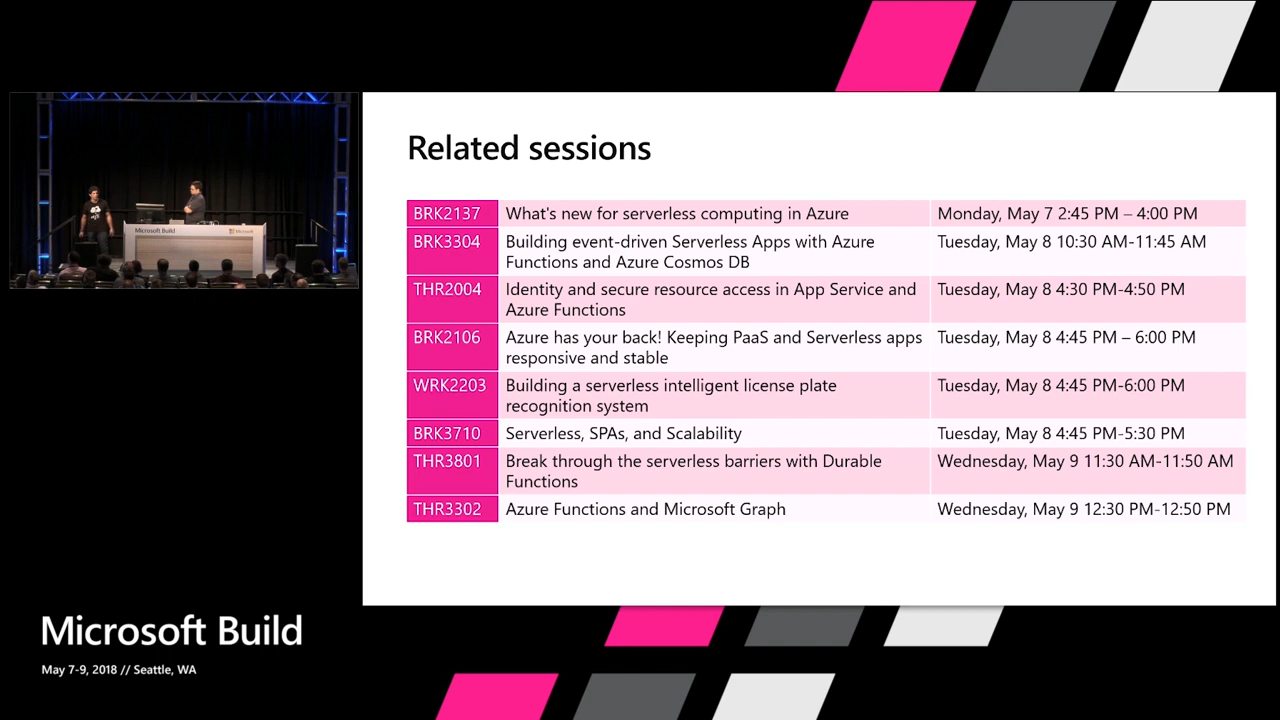 Related sessions
BRK2137 What's new for serverless computing in Azure Monday, May 7 2:45 PM – 4:00 PM
BRK3304 Building event-driven Serverless Apps with Azure Tuesday, May 8 10:30 AM-11:45 AM
Functions and Azure Cosmos DB
THR2004 Identity and secure resource access in App Service and Tuesday, May 8 4:30 PM-4:50 PM
Azure Functions
BRK2106 Azure has your back! Keeping PaaS and Serverless apps Tuesday, May 8 4:45 PM – 6:00 PM
responsive and stable
WRK2203 Building a serverless intelligent license plate Tuesday, May 8 4:45 PM-6:00 PM
recognition system
BRK3710 Serverless, SPAs, and Scalability Tuesday, May 8 4:45 PM-5:30 PM
THR3801 Break through the serverless barriers with Durable Wednesday, May 9 11:30 AM-11:50 AM
Functions
THR3302 Azure Functions and Microsoft Graph Wednesday, May 9 12:30 PM-12:50 PM
Microsoft Build
Microsoft
Microsoft Build
May 7-9, 2018 // Seattle, WA